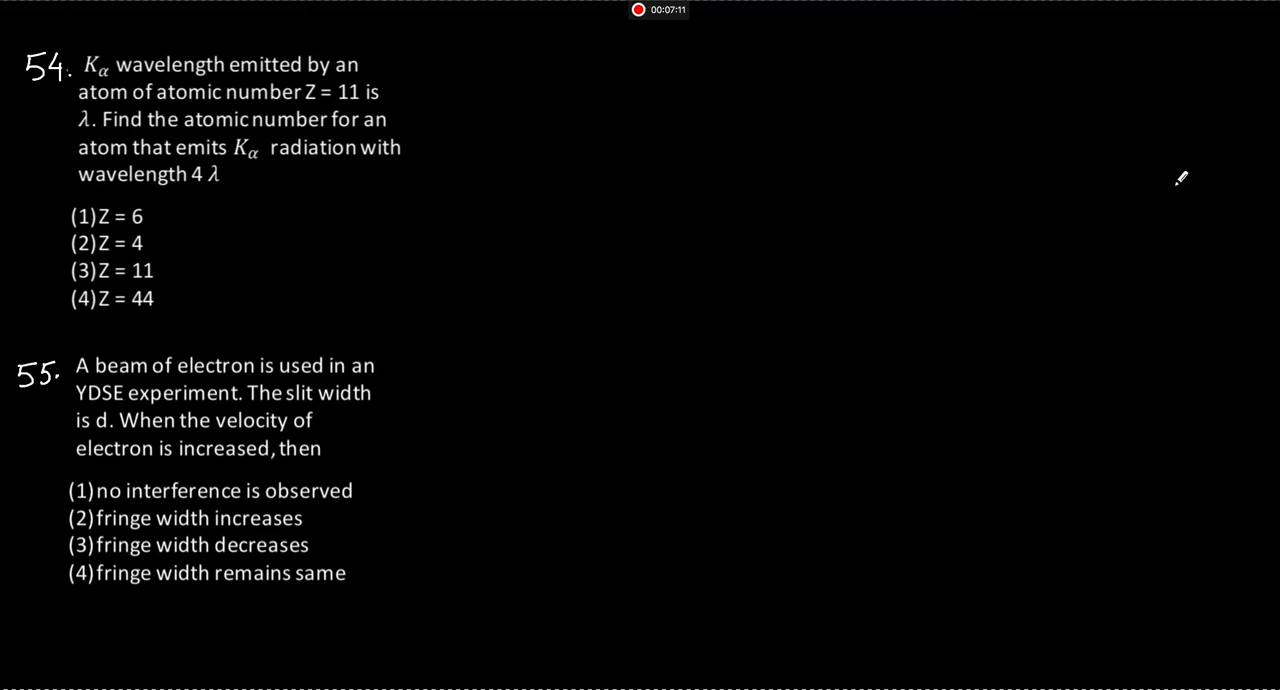 00:07:11
54. Kα wavelength emitted by an
atom of atomic number Z = 11 is
λ. Find the atomic number for an
atom that emits Kα radiation with
wavelength 4 λ
(1) Z = 6
(2) Z = 4
(3) Z = 11
(4) Z = 44
55. A beam of electron is used in an
YDSE experiment. The slit width
is d. When the velocity of
electron is increased, then
(1) no interference is observed
(2) fringe width increases
(3) fringe width decreases
(4) fringe width remains same